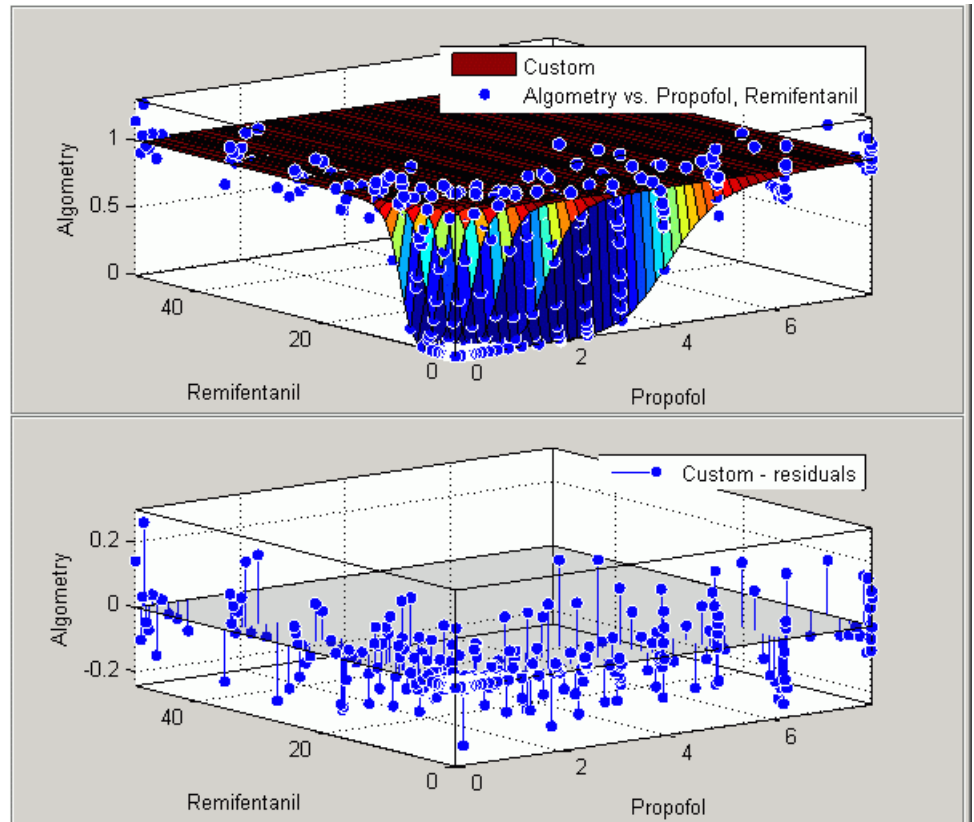 Custom
Algometry vs. Propofol, Remifentanil
Algometry
1
0.5
0
40
20
0
Remifentanil
0
2
4
6
Propofol
Custom - residuals
Algometry
0.2
0
-0.2
40
20
0
Remifentanil
0
2
4
6
Propofol